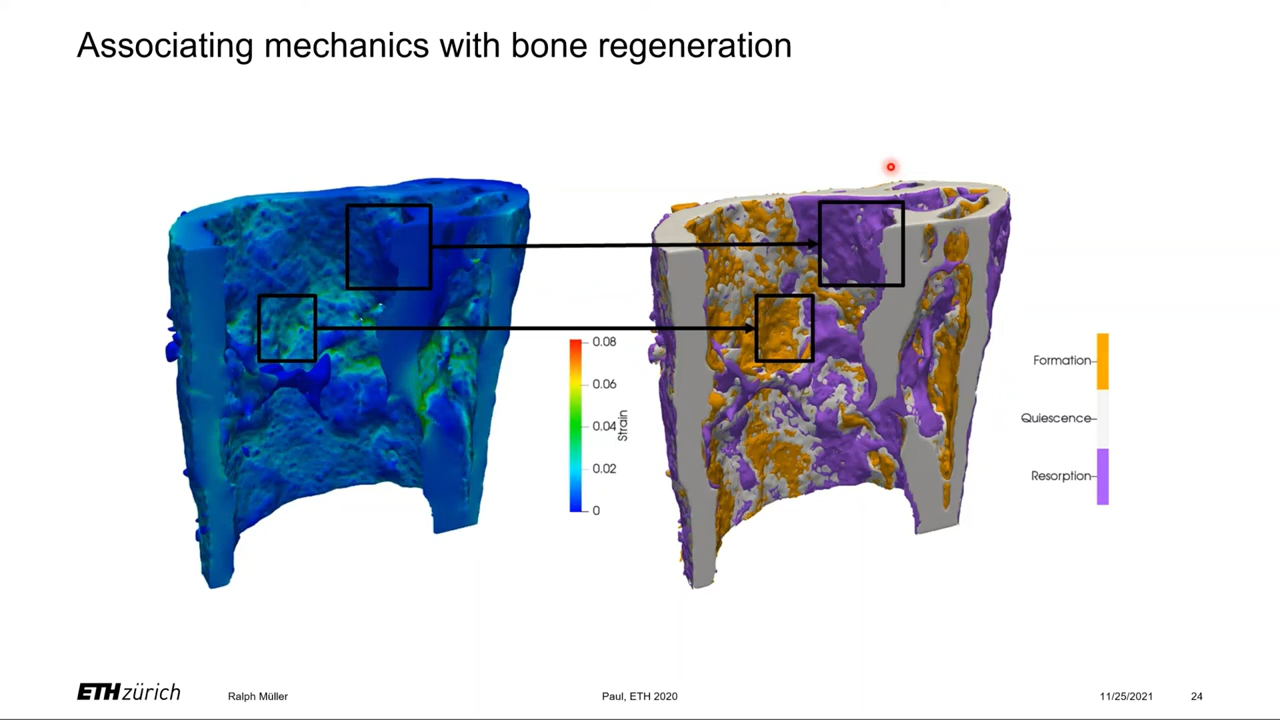 Associating mechanics with bone regeneration
0.08
0.06
0.04
0.02
0
Strain
Formation
Quiescence
Resorption
ETH zürich
Ralph Müller
Paul, ETH 2020
11/25/2021
24